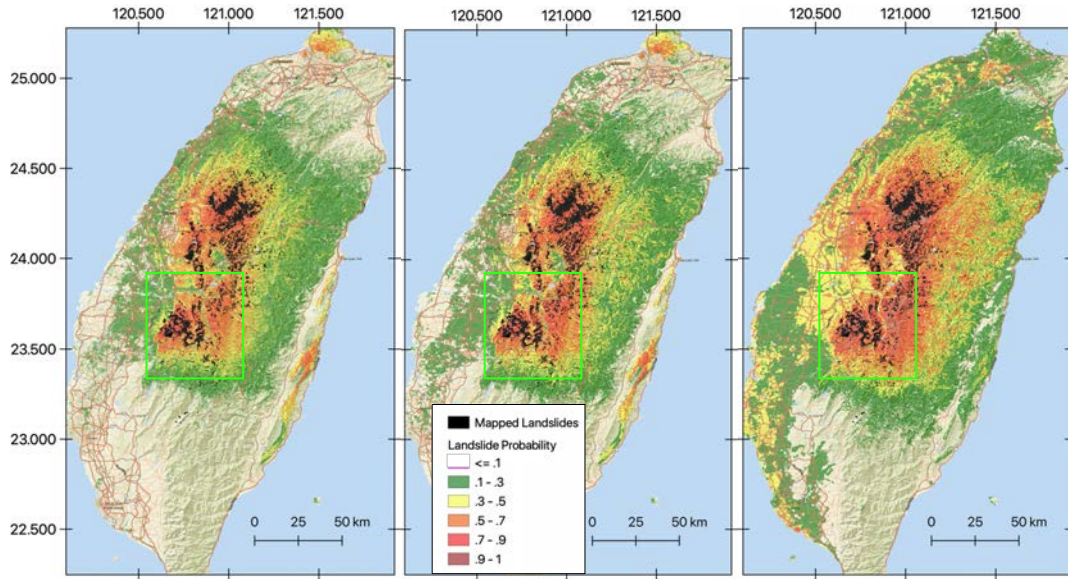 120.500 121.000 121.500 120.500 121.000 121.500 120.500 121.000 121.500
25.000
24.500
24.000
23.500
23.000
22.500
Mapped Landslides
Landslide Probability
<= .1
.1 - .3
.3 - .5
.5 - .7
.7 - .9
.9 - 1
0 25 50 km
0 25 50 km
0 25 50 km